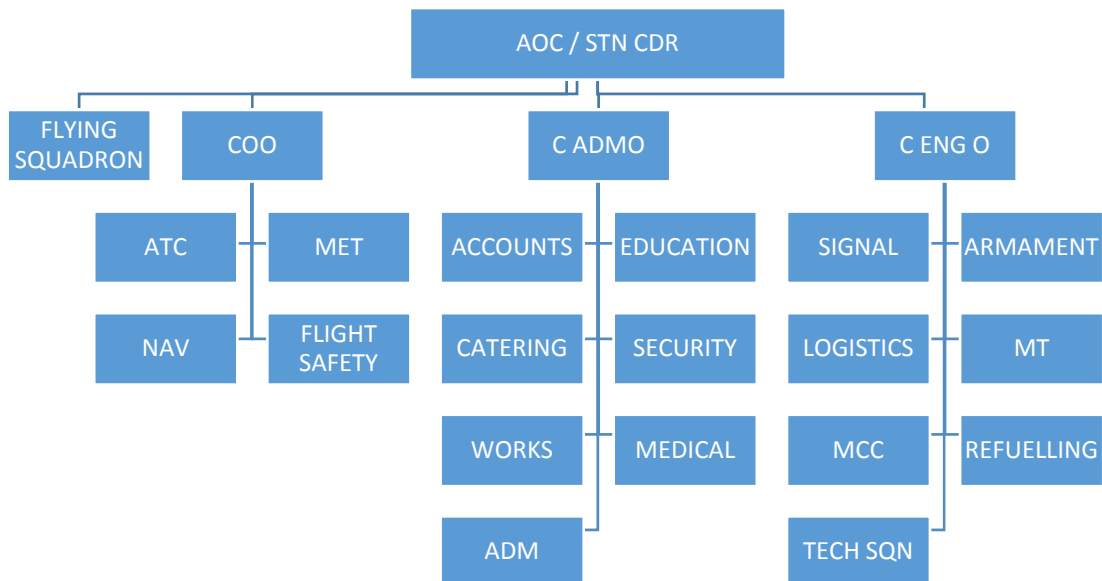 AOC / STN CDR
FLYING
SQUADRON
COO
C ADMO
C ENG O
ATC
MET
NAV
FLIGHT
SAFETY
ACCOUNTS
EDUCATION
CATERING
SECURITY
WORKS
MEDICAL
ADM
SIGNAL
ARMAMENT
LOGISTICS
MT
MCC
REFUELLING
TECH SQN